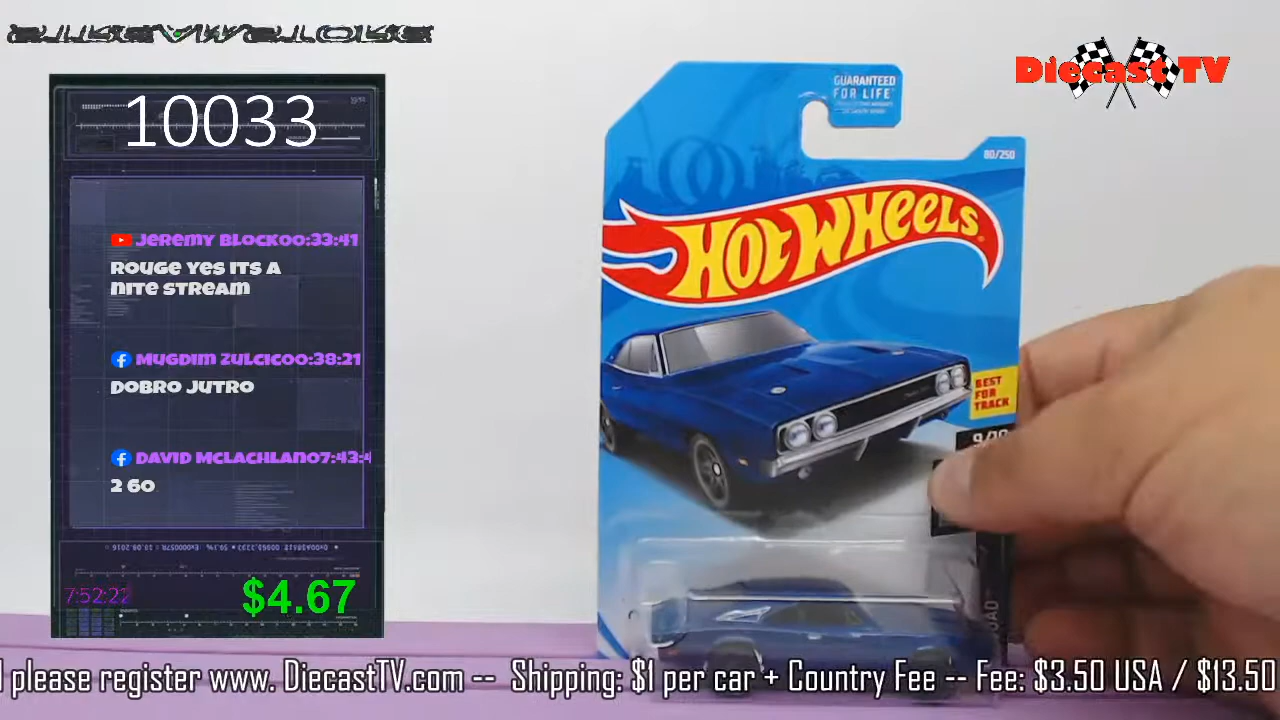 10033
Jeremy Block00:33:41
Rouge yes its a
nite stream
Mugdim Zulcic00:38:21
Dobro jutro
David McLachlan07:43:4
2 60
7:52:22
$4.67
Diecast TV
GUARANTEED
FOR LIFE
80/250
HOT WHEELS
BEST
FOR
TRACK
please register www. DiecastTV.com -- Shipping: $1 per car + Country Fee -- Fee: $3.50 USA / $13.50